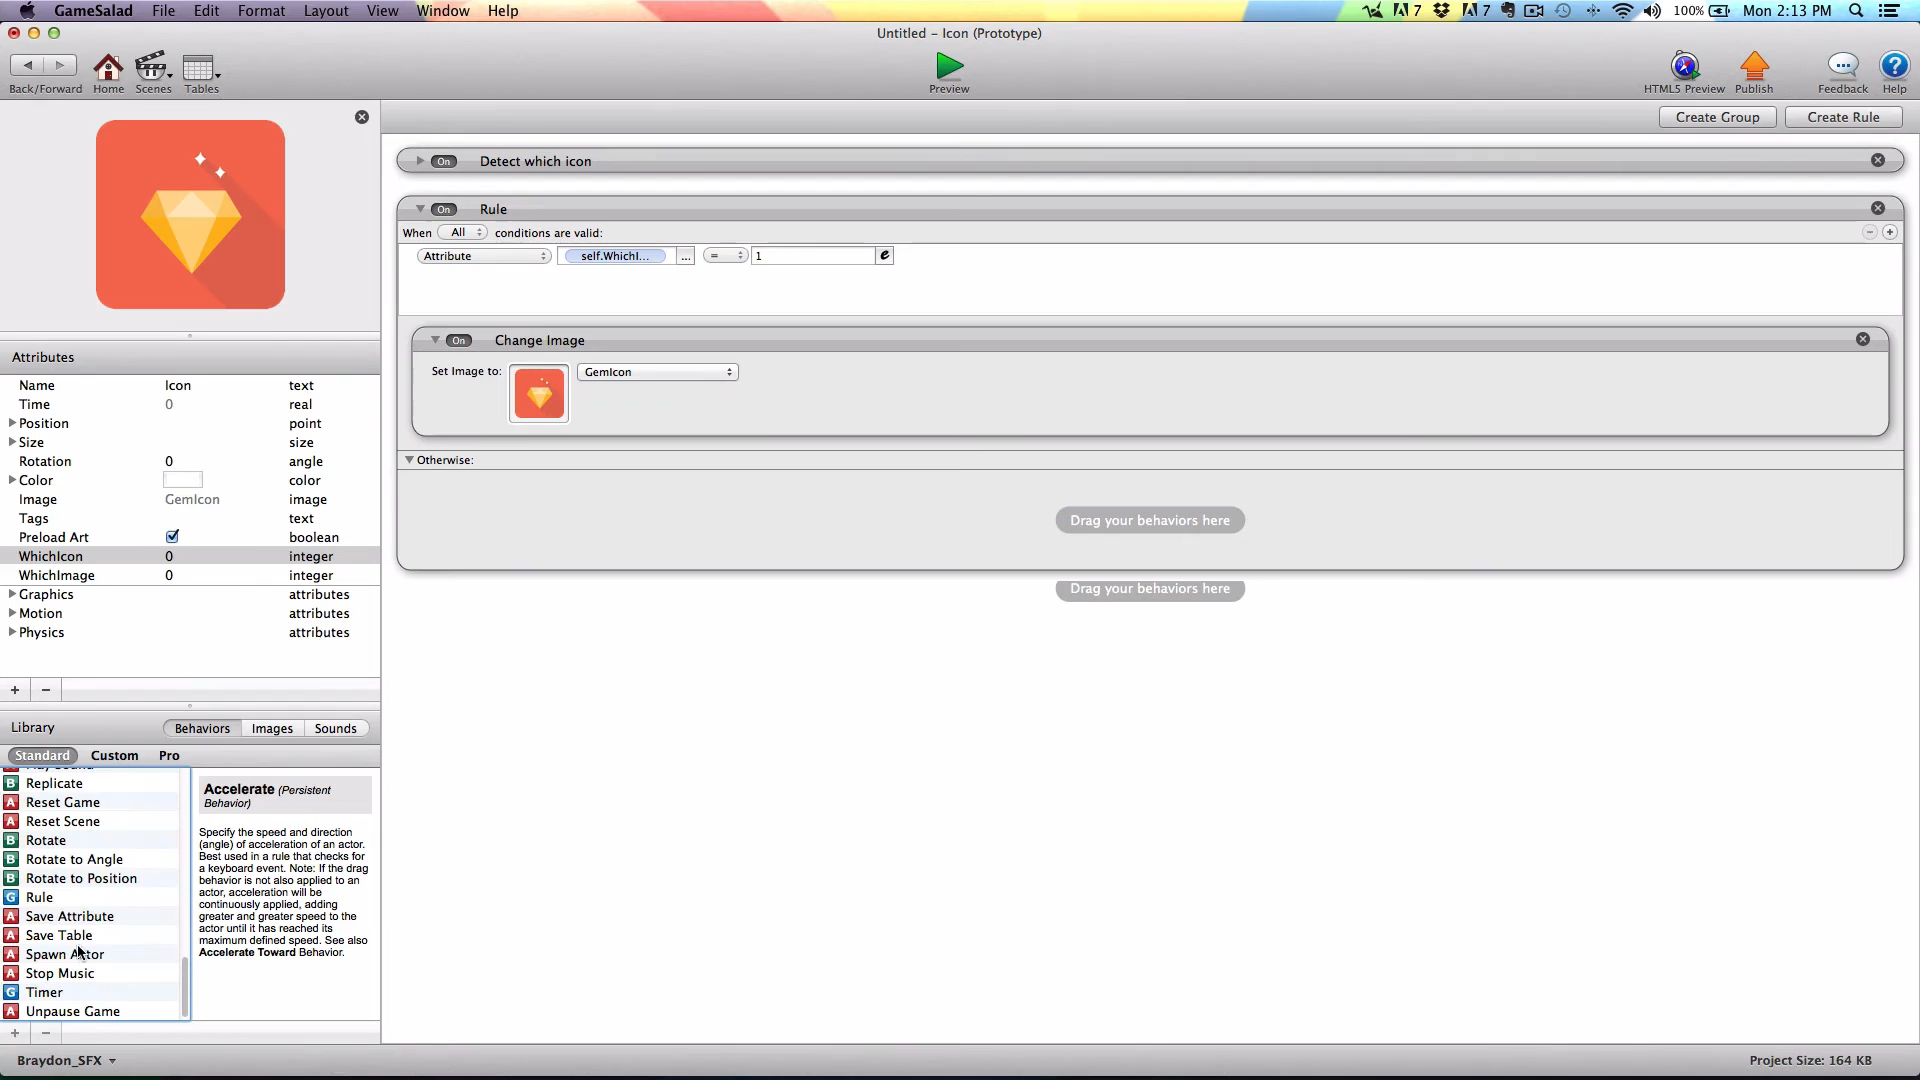 GameSalad File Edit Format Layout View Window Help 7 7 100% Mon 2:13 PM
Untitled – Icon (Prototype)
Back/Forward Home Scenes Tables Preview HTML5 Preview Publish Feedback Help
Create Group Create Rule
On Detect which icon
On Rule
When All conditions are valid:
Attribute self.WhichI... ... = 1 e
On Change Image
Set Image to: GemIcon
Otherwise:
Drag your behaviors here
Drag your behaviors here
Attributes
Name Icon text
Time 0 real
Position point
Size size
Rotation 0 angle
Color color
Image GemIcon image
Tags text
Preload Art boolean
WhichIcon 0 integer
WhichImage 0 integer
Graphics attributes
Motion attributes
Physics attributes
+ −
Library Behaviors Images Sounds
Standard Custom Pro
B Replicate
A Reset Game
A Reset Scene
B Rotate
B Rotate to Angle
B Rotate to Position
G Rule
A Save Attribute
A Save Table
A Spawn Actor
A Stop Music
G Timer
A Unpause Game
Accelerate (Persistent
Behavior)
Specify the speed and direction
(angle) of acceleration of an actor.
Best used in a rule that checks for
a keyboard event. Note: If the drag
behavior is not also applied to an
actor, acceleration will be
continuously applied, adding
greater and greater speed to the
actor until it has reached its
maximum defined speed. See also
Accelerate Toward Behavior.
+ −
Braydon_SFX Project Size: 164 KB